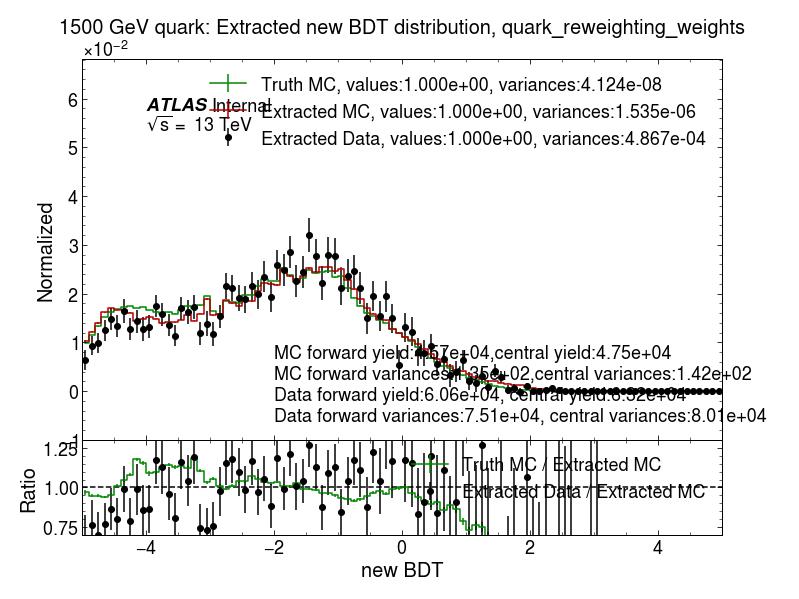 1500 GeV quark: Extracted new BDT distribution, quark_reweighting_weights
×10−2
Truth MC, values:1.000e+00, variances:4.124e-08
ATLAS Internal
Extracted MC, values:1.000e+00, variances:1.535e-06
√s = 13 TeV
Extracted Data, values:1.000e+00, variances:4.867e-04
6
5
4
3
2
1
0
−1
Normalized
MC forward central yield:4.75e+04
MC forward central variances:1.42e+02
Data forward yield:6.06e+04, central
Data forward variances:7.51e+04, central variances:8.01e+04
1.25
1.00
0.75
Ratio
Truth MC / Extracted MC
Extracted Data / Extracted MC
−4 −2 0 2 4
new BDT